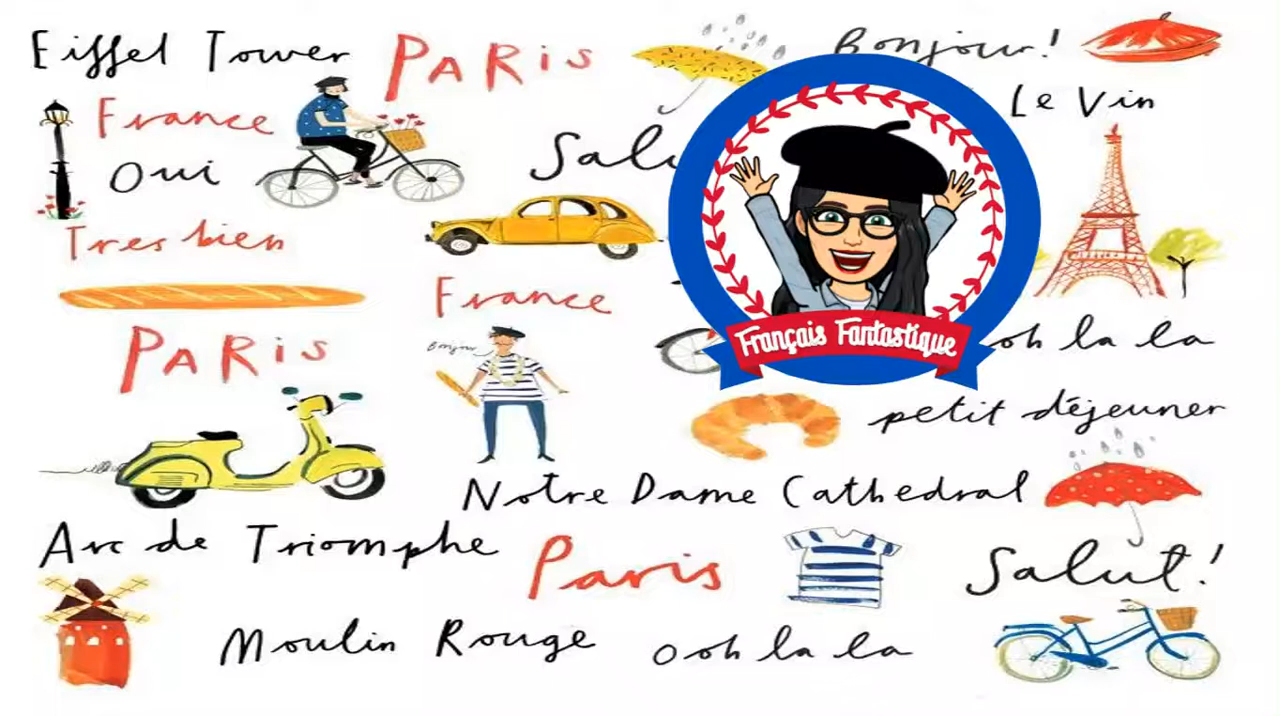 Eiffel Tower
PARIS
Bonjour!
Le Vin
France
Oui
Tres bien
France
PARIS
Bonjour
Français Fantastique
ooh la la
petit déjeuner
Notre Dame Cathedral
Arc de Triomphe
Paris
Salut!
Moulin Rouge
ooh la la